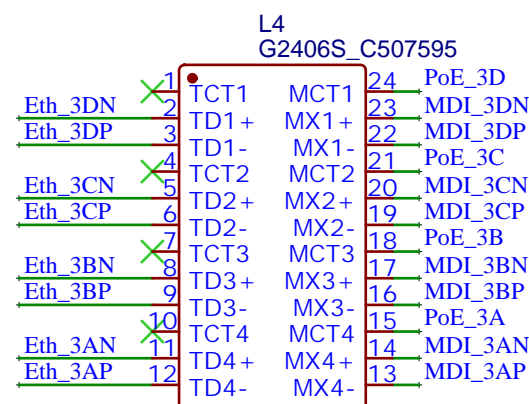 L4
G2406S_C507595
1 TCT1 MCT1 24 PoE_3D
Eth_3DN 2 TD1+ MX1+ 23 MDI_3DN
Eth_3DP 3 TD1- MX1- 22 MDI_3DP
4 TCT2 MCT2 21 PoE_3C
Eth_3CN 5 TD2+ MX2+ 20 MDI_3CN
Eth_3CP 6 TD2- MX2- 19 MDI_3CP
7 TCT3 MCT3 18 PoE_3B
Eth_3BN 8 TD3+ MX3+ 17 MDI_3BN
Eth_3BP 9 TD3- MX3- 16 MDI_3BP
10 TCT4 MCT4 15 PoE_3A
Eth_3AN 11 TD4+ MX4+ 14 MDI_3AN
Eth_3AP 12 TD4- MX4- 13 MDI_3AP